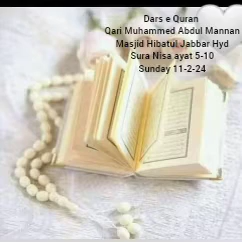 Dars e Quran
Qari Muhammed Abdul Mannan
Masjid Hibatul Jabbar Hyd
Sura Nisa ayat 5-10
Sunday 11-2-24